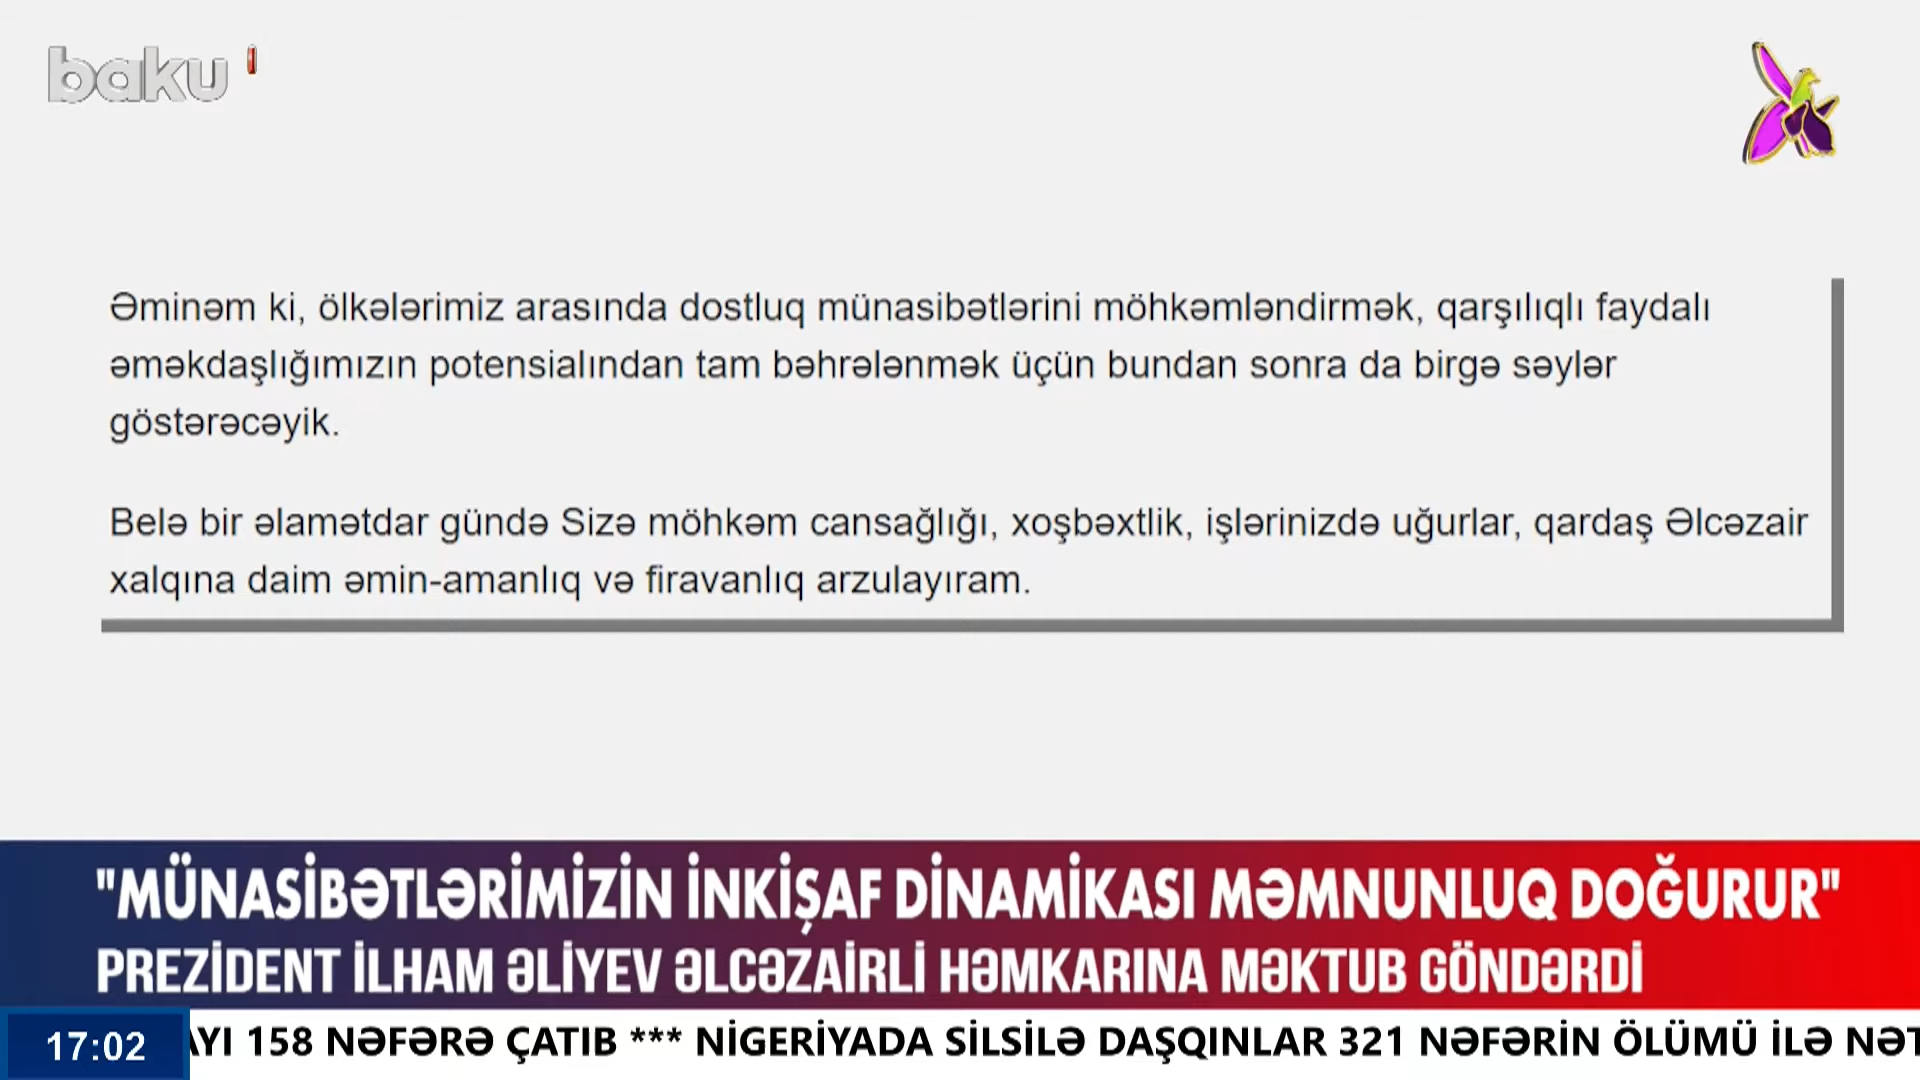 baku
Əminəm ki, ölkələrimiz arasında dostluq münasibətlərini möhkəmləndirmək, qarşılıqlı faydalı
əməkdaşlığımızın potensialından tam bəhrələnmək üçün bundan sonra da birgə səylər
göstərəcəyik.
Belə bir əlamətdar gündə Sizə möhkəm cansağlığı, xoşbəxtlik, işlərinizdə uğurlar, qardaş Əlcəzair
xalqına daim əmin-amanlıq və firavanlıq arzulayıram.
"MÜNASİBƏTLƏRİMİZİN İNKİŞAF DİNAMİKASI MƏMNUNLUQ DOĞURUR"
PREZİDENT İLHAM ƏLİYEV ƏLCƏZAİRLİ HƏMKARINA MƏKTUB GÖNDƏRDİ
17:02 AYI 158 NƏFƏRƏ ÇATIB *** NİGERİYADA SİLSİLƏ DAŞQINLAR 321 NƏFƏRİN ÖLÜMÜ İLƏ NƏT